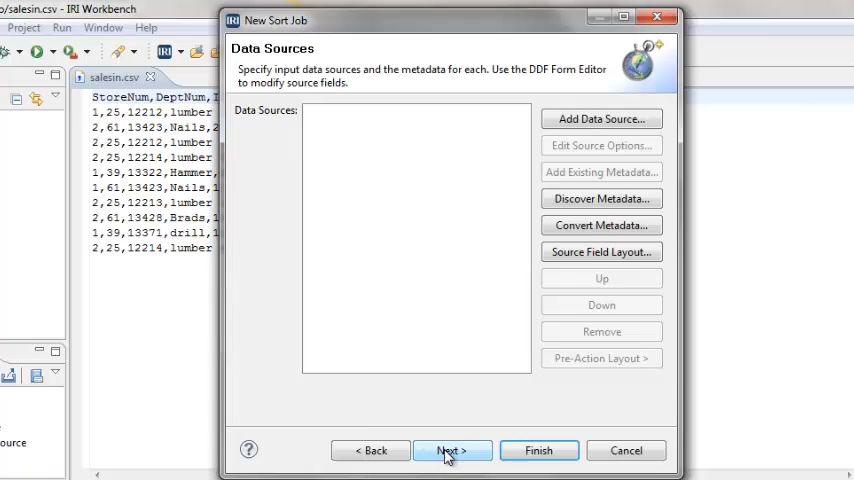 o/salesin.csv - IRI Workbench
Project Run Window Help
IRI
salesin.csv
StoreNum,DeptNum,I
1,25,12212,lumber
2,61,13423,Nails,2
2,25,12212,lumber
2,25,12214,lumber
1,39,13322,Hammer,
1,61,13423,Nails,1
2,25,12213,lumber
2,61,13428,Brads,1
1,39,13371,drill,1
2,25,12214,lumber
ource
IRI New Sort Job
Data Sources
Specify input data sources and the metadata for each. Use the DDF Form Editor
to modify source fields.
Data Sources:
Add Data Source...
Edit Source Options...
Add Existing Metadata...
Discover Metadata...
Convert Metadata...
Source Field Layout...
Up
Down
Remove
Pre-Action Layout >
? < Back Next > Finish Cancel